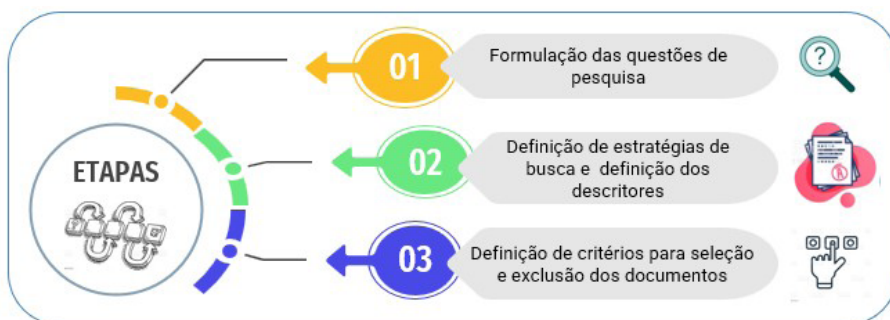 01
Formulação das questões de
pesquisa
ETAPAS
02
Definição de estratégias de
busca e definição dos
descritores
03
Definição de critérios para seleção
e exclusão dos documentos